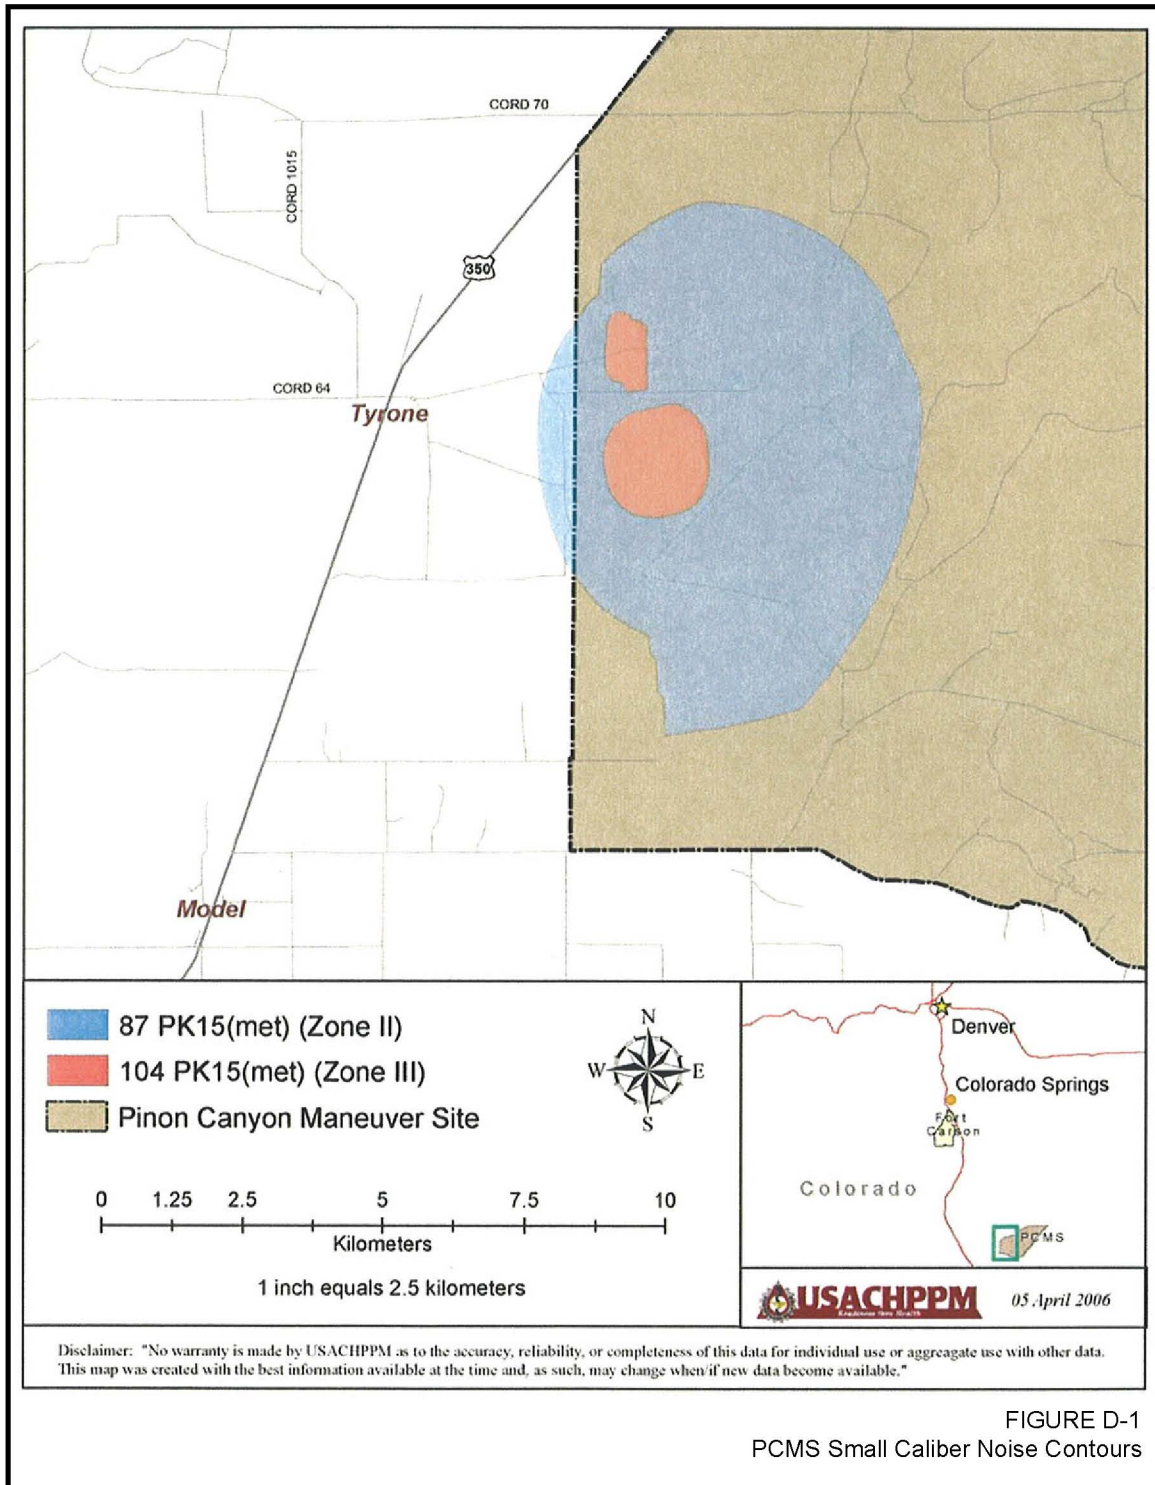 CORD 70
CORD 1015
350
CORD 64
Tyrone
Model
87 PK15(met) (Zone II)
104 PK15(met) (Zone III)
Pinon Canyon Maneuver Site
N
W E
S
0 1.25 2.5 5 7.5 10
Kilometers
1 inch equals 2.5 kilometers
Denver
Colorado Springs
Fort
Carson
Colorado
PCMS
USACHPPM
Readiness thru Health
05 April 2006
Disclaimer: "No warranty is made by USACHPPM as to the accuracy, reliability, or completeness of this data for individual use or aggreagate use with other data.
This map was created with the best information available at the time and, as such, may change when/if new data become available."
FIGURE D-1
PCMS Small Caliber Noise Contours